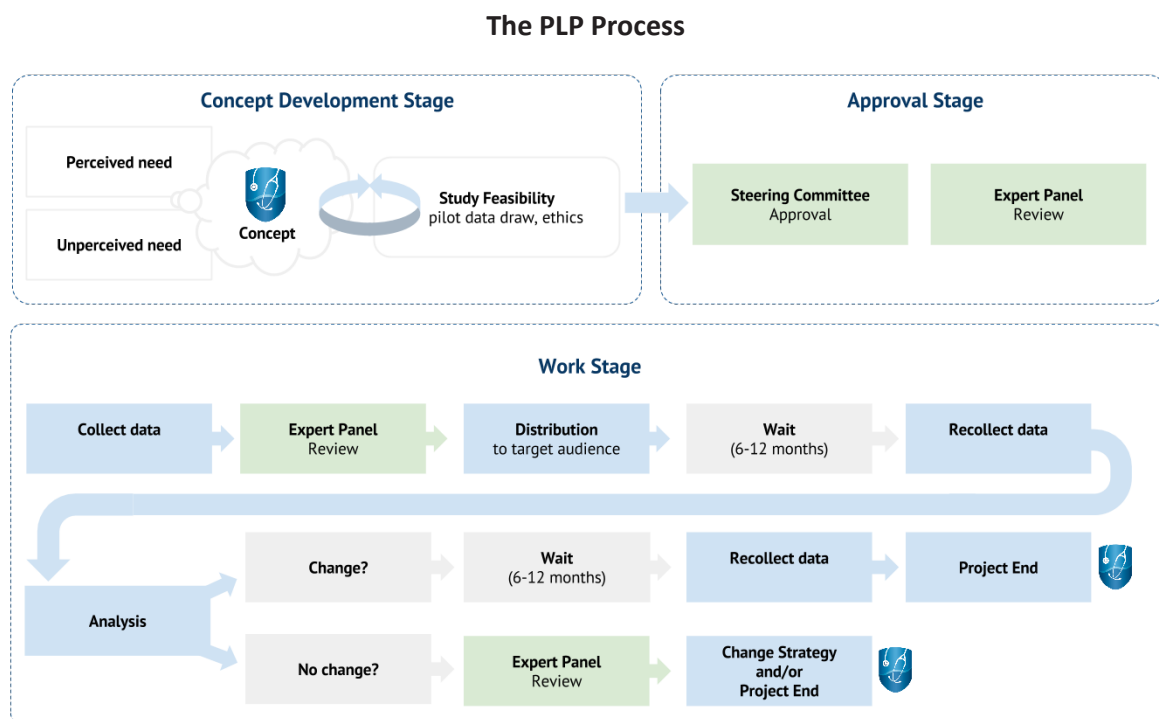 The PLP Process
Concept Development Stage
Perceived need
Unperceived need
Concept
Study Feasibility
pilot data draw, ethics
Approval Stage
Steering Committee
Approval
Expert Panel
Review
Work Stage
Collect data
Expert Panel
Review
Distribution
to target audience
Wait
(6-12 months)
Recollect data
Analysis
Change?
Wait
(6-12 months)
Recollect data
Project End
No change?
Expert Panel
Review
Change Strategy
and/or
Project End